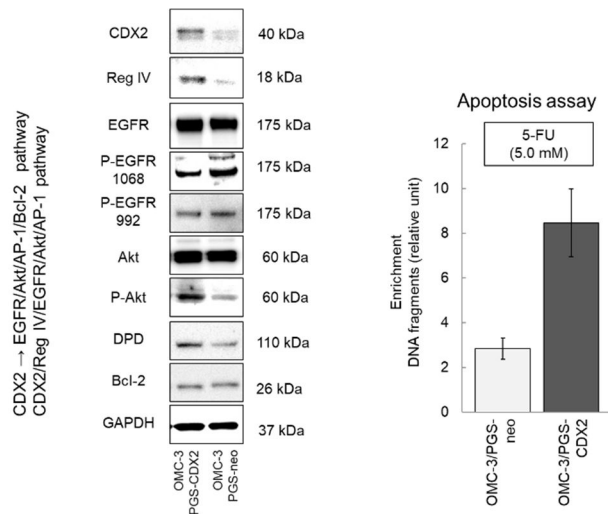 CDX2 → EGFR/Akt/AP-1/Bcl-2 pathway
CDX2/Reg IV/EGFR/Akt/AP-1 pathway
CDX2
40 kDa
Reg IV
18 kDa
EGFR
175 kDa
P-EGFR
1068
175 kDa
P-EGFR
992
175 kDa
Akt
60 kDa
P-Akt
60 kDa
DPD
110 kDa
Bcl-2
26 kDa
GAPDH
37 kDa
OMC-3
PGS-CDX2
OMC-3
PGS-neo
Apoptosis assay
5-FU
(5.0 mM)
Enrichment
DNA fragments (relative unit)
12
10
8
6
4
2
0
OMC-3/PGS-
neo
OMC-3/PGS-
CDX2